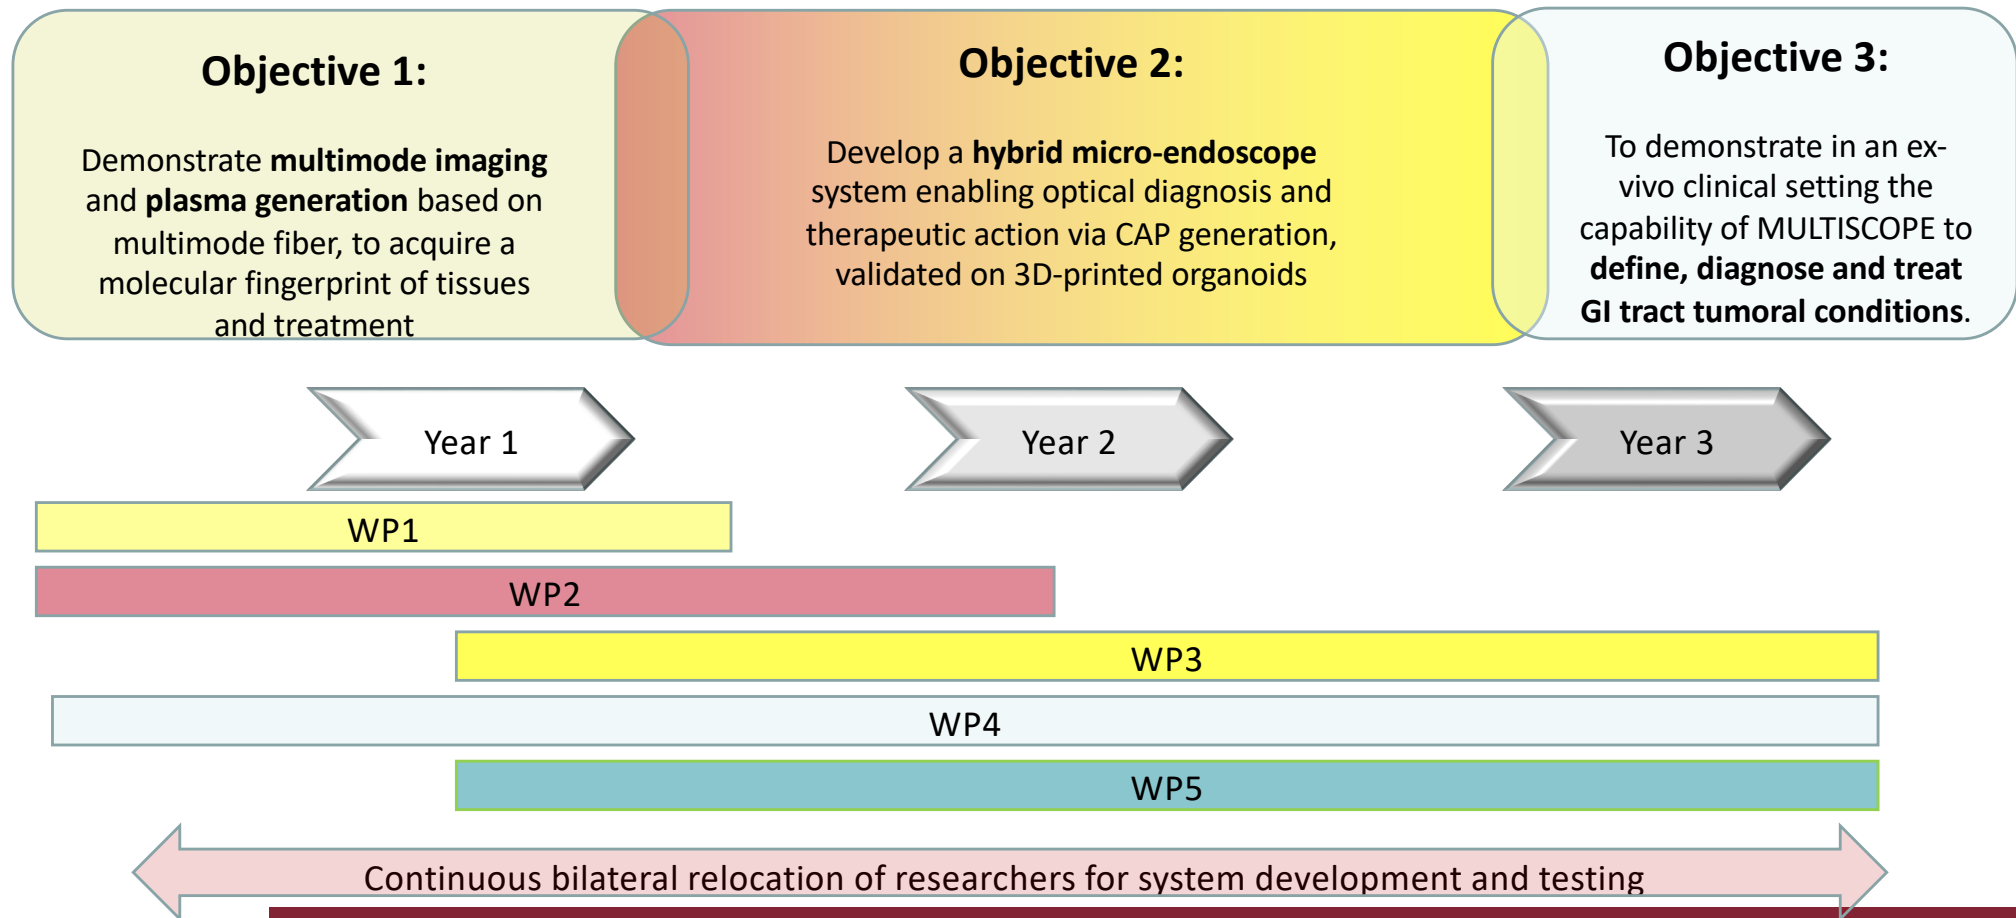 Objective 1:
Demonstrate multimode imaging
and plasma generation based on
multimode fiber, to acquire a
molecular fingerprint of tissues
and treatment
Objective 2:
Develop a hybrid micro-endoscope
system enabling optical diagnosis and
therapeutic action via CAP generation,
validated on 3D-printed organoids
Objective 3:
To demonstrate in an ex-
vivo clinical setting the
capability of MULTISCOPE to
define, diagnose and treat
GI tract tumoral conditions.
Year 1
Year 2
Year 3
WP1
WP2
WP3
WP4
WP5
Continuous bilateral relocation of researchers for system development and testing